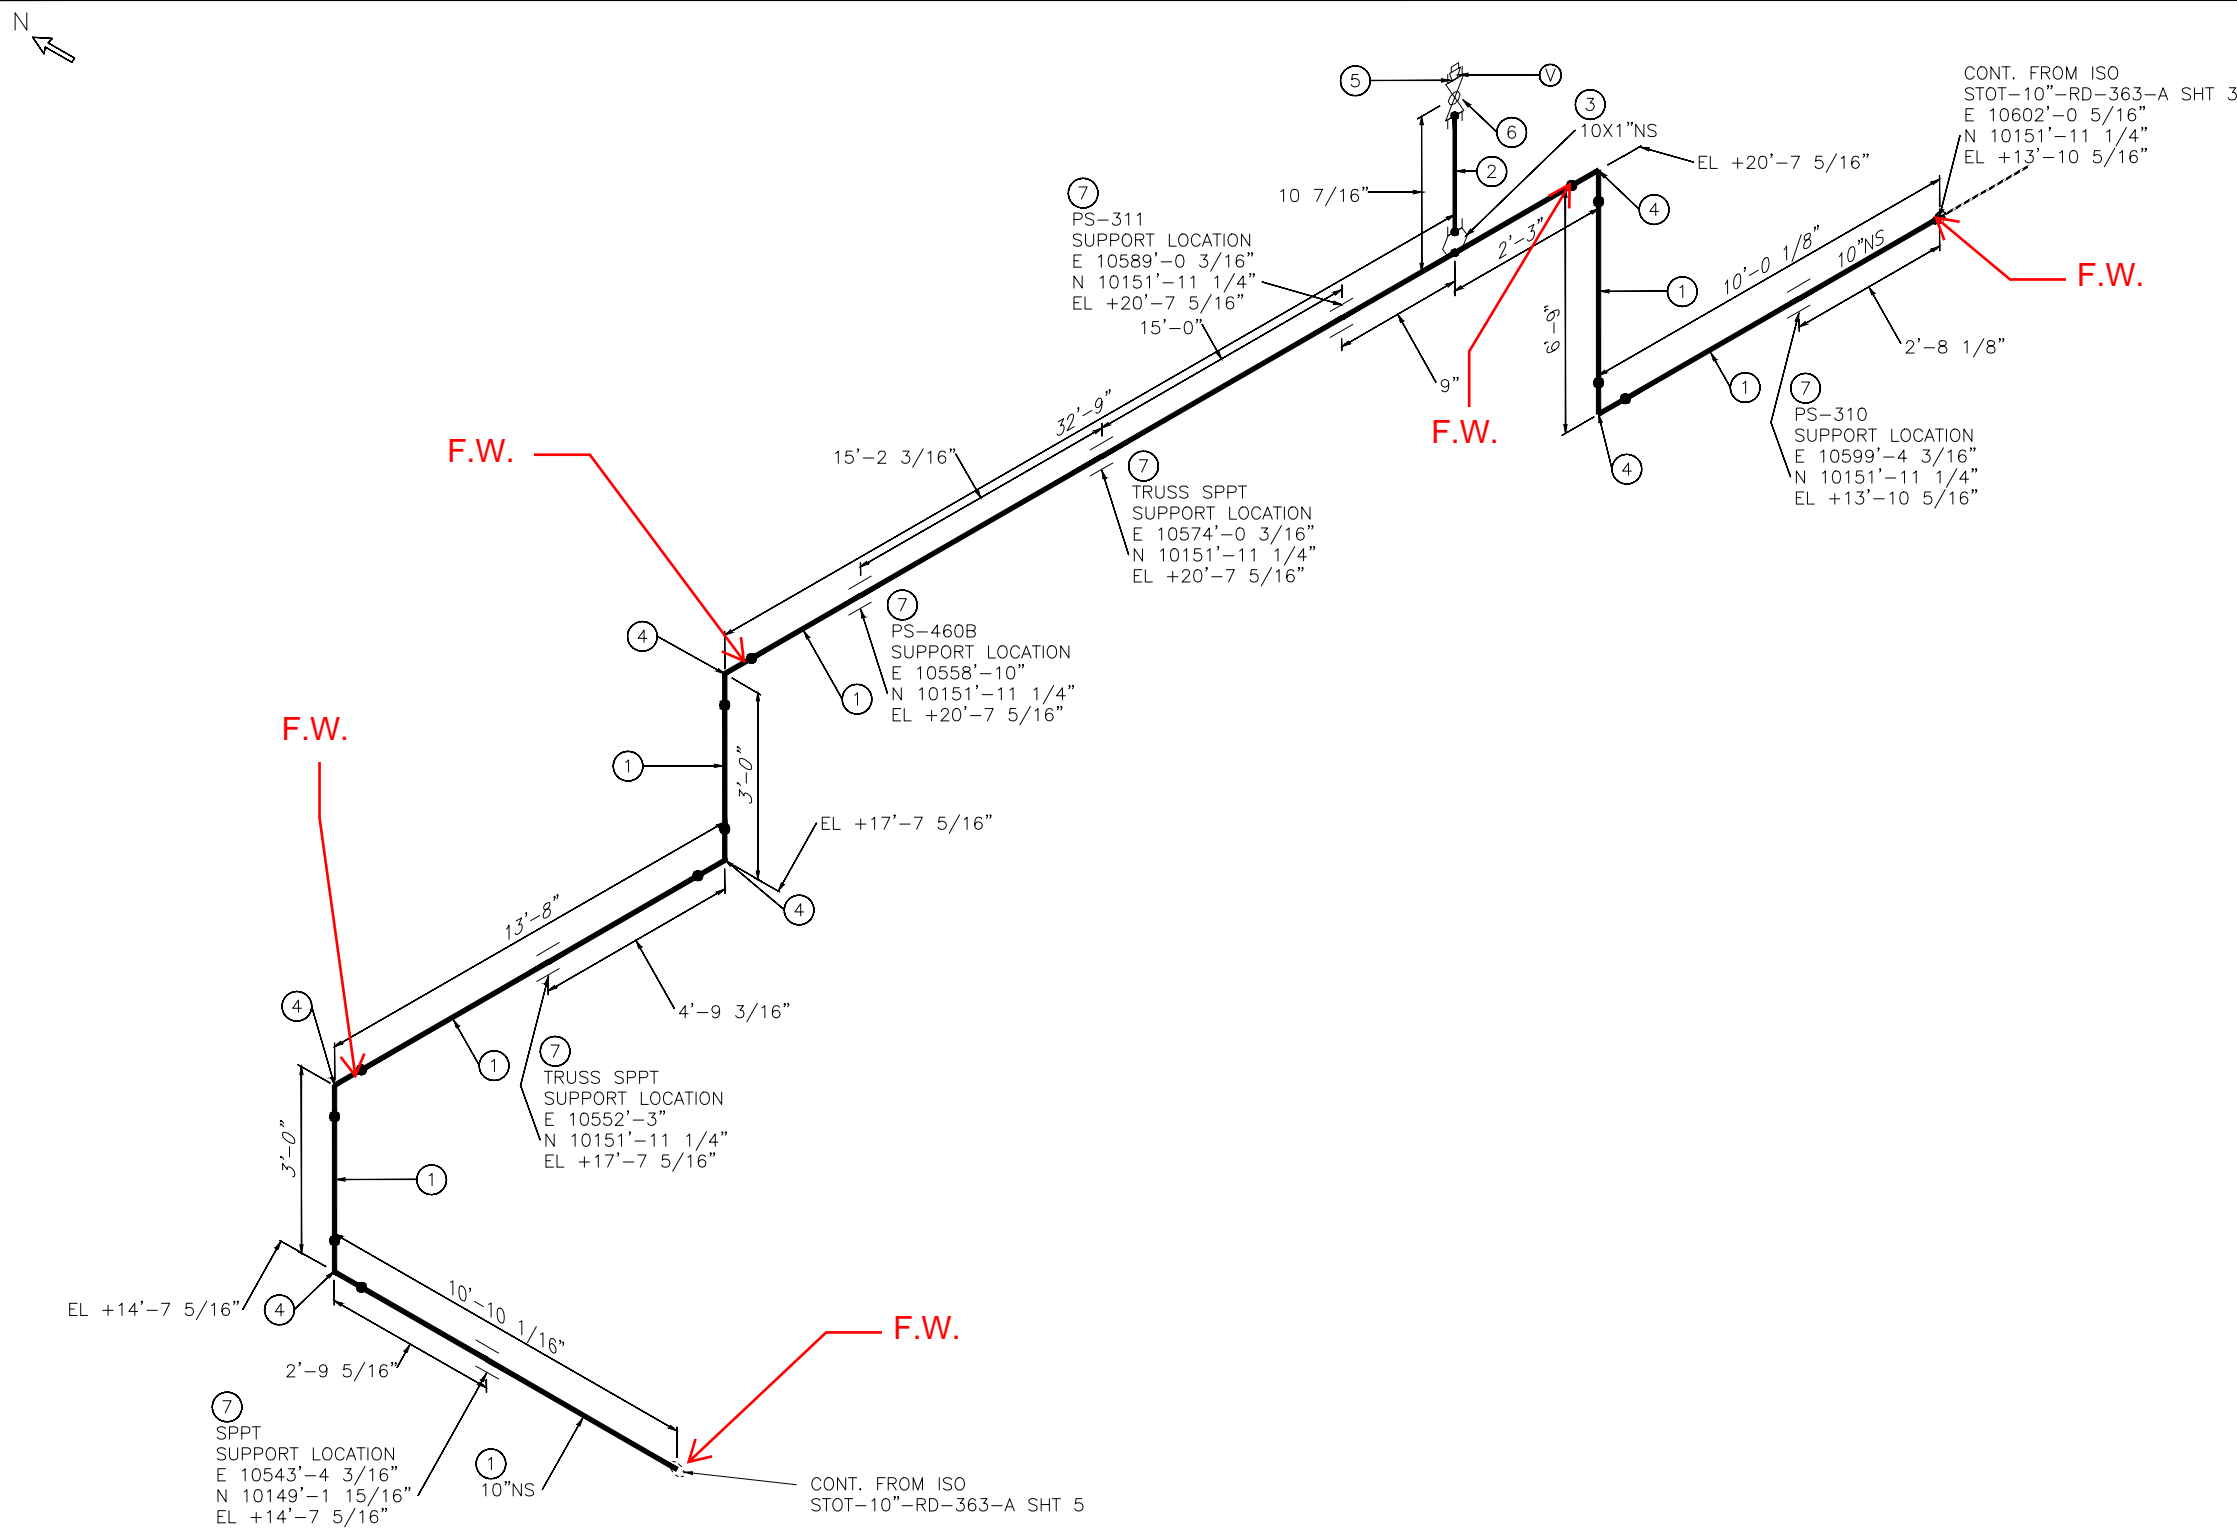 N
5
V
3
10X1"NS
6
2
10 7/16"
CONT. FROM ISO
STOT-10"-RD-363-A SHT 3
E 10602'-0 5/16"
N 10151'-11 1/4"
EL +13'-10 5/16"
EL +20'-7 5/16"
4
7
PS-311
SUPPORT LOCATION
E 10589'-0 3/16"
N 10151'-11 1/4"
EL +20'-7 5/16"
15'-0"
2'-3"
10'-0 1/8"
10"NS
F.W.
1
6'-9"
2'-8 1/8"
9"
F.W.
1
7
PS-310
SUPPORT LOCATION
E 10599'-4 3/16"
N 10151'-11 1/4"
EL +13'-10 5/16"
4
32'-9"
F.W.
15'-2 3/16"
7
TRUSS SPPT
SUPPORT LOCATION
E 10574'-0 3/16"
N 10151'-11 1/4"
EL +20'-7 5/16"
7
PS-460B
SUPPORT LOCATION
E 10558'-10"
N 10151'-11 1/4"
EL +20'-7 5/16"
4
1
F.W.
1
3'-0"
EL +17'-7 5/16"
4
13'-8"
4'-9 3/16"
4
1
7
TRUSS SPPT
SUPPORT LOCATION
E 10552'-3"
N 10151'-11 1/4"
EL +17'-7 5/16"
3'-0"
1
EL +14'-7 5/16"
4
10'-10 1/16"
F.W.
2'-9 5/16"
7
SPPT
SUPPORT LOCATION
E 10543'-4 3/16"
N 10149'-1 15/16"
EL +14'-7 5/16"
1
10"NS
CONT. FROM ISO
STOT-10"-RD-363-A SHT 5